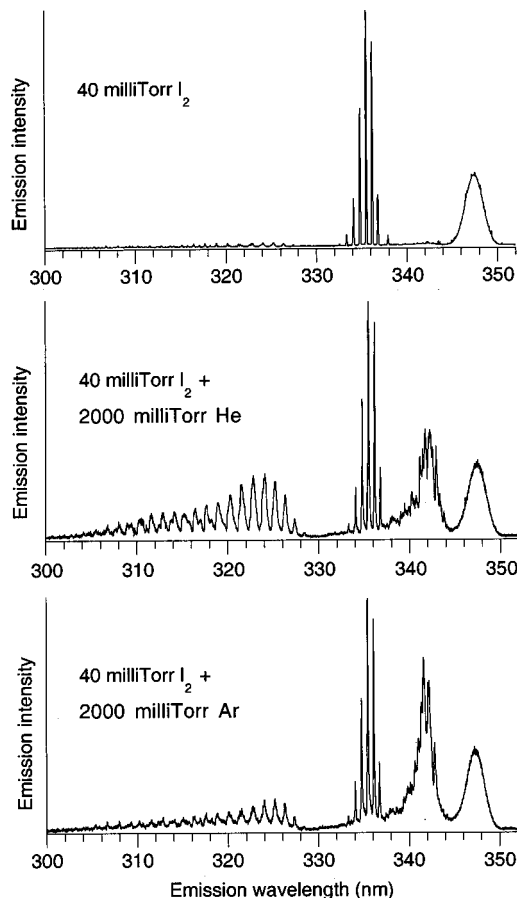 Emission intensity
40 milliTorr I2
300 310 320 330 340 350
Emission intensity
40 milliTorr I2 +
2000 milliTorr He
300 310 320 330 340 350
Emission intensity
40 milliTorr I2 +
2000 milliTorr Ar
300 310 320 330 340 350
Emission wavelength (nm)